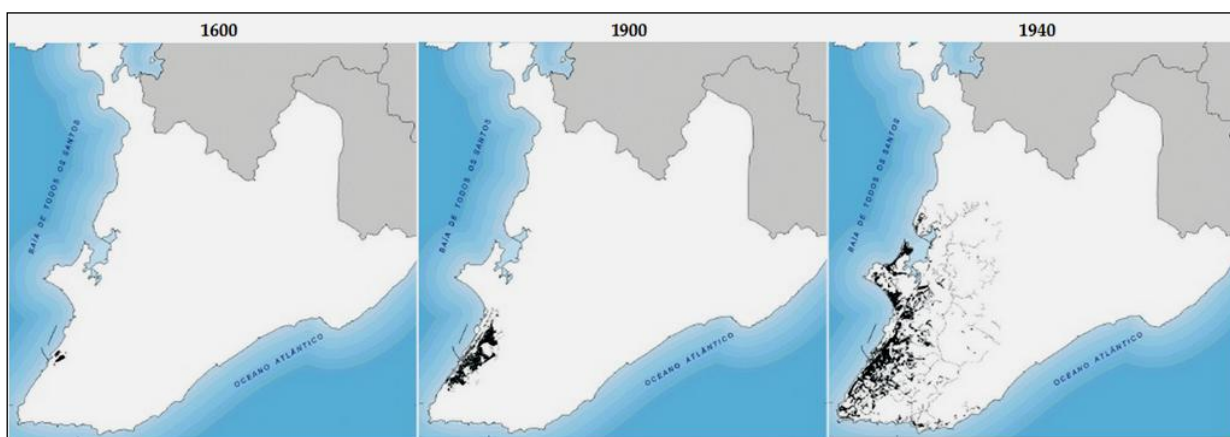 1600
1900
1940
BAÍA DE TODOS OS SANTOS
OCEANO ATLÂNTICO
BAÍA DE TODOS OS SANTOS
OCEANO ATLÂNTICO
BAÍA DE TODOS OS SANTOS
OCEANO ATLÂNTICO